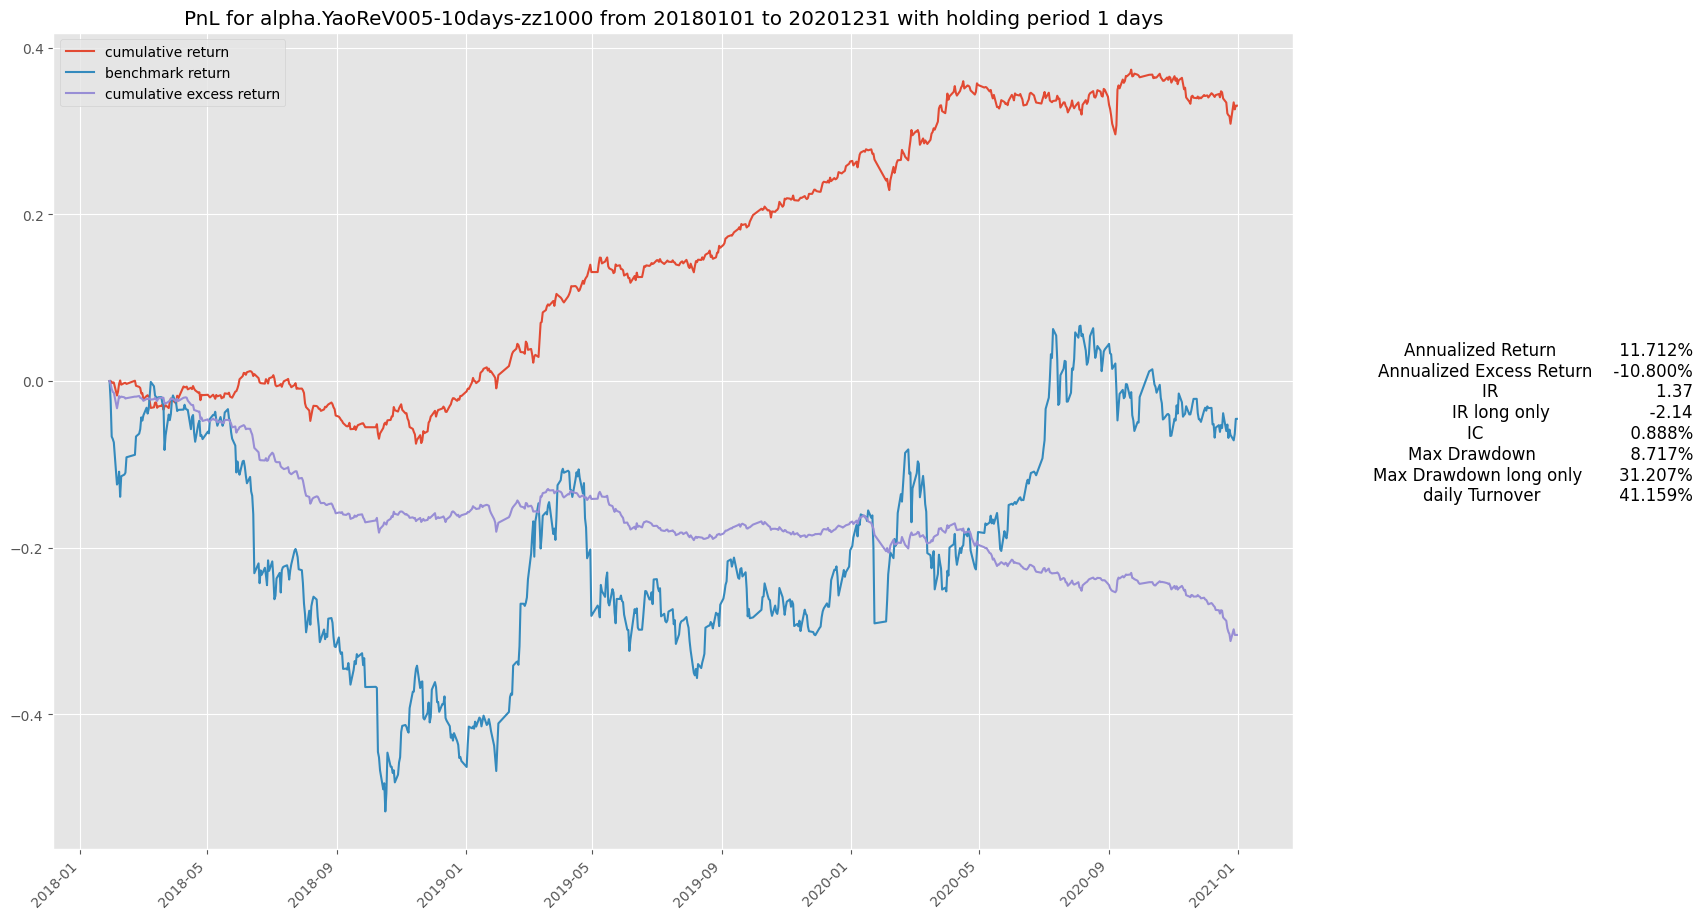 PnL for alpha.YaoReV005-10days-zz1000 from 20180101 to 20201231 with holding period 1 days
cumulative return
benchmark return
cumulative excess return
0.4
0.2
0.0
−0.2
−0.4
2018-01
2018-05
2018-09
2019-01
2019-05
2019-09
2020-01
2020-05
2020-09
2021-01
Annualized Return 11.712%
Annualized Excess Return -10.800%
IR 1.37
IR long only -2.14
IC 0.888%
Max Drawdown 8.717%
Max Drawdown long only 31.207%
daily Turnover 41.159%